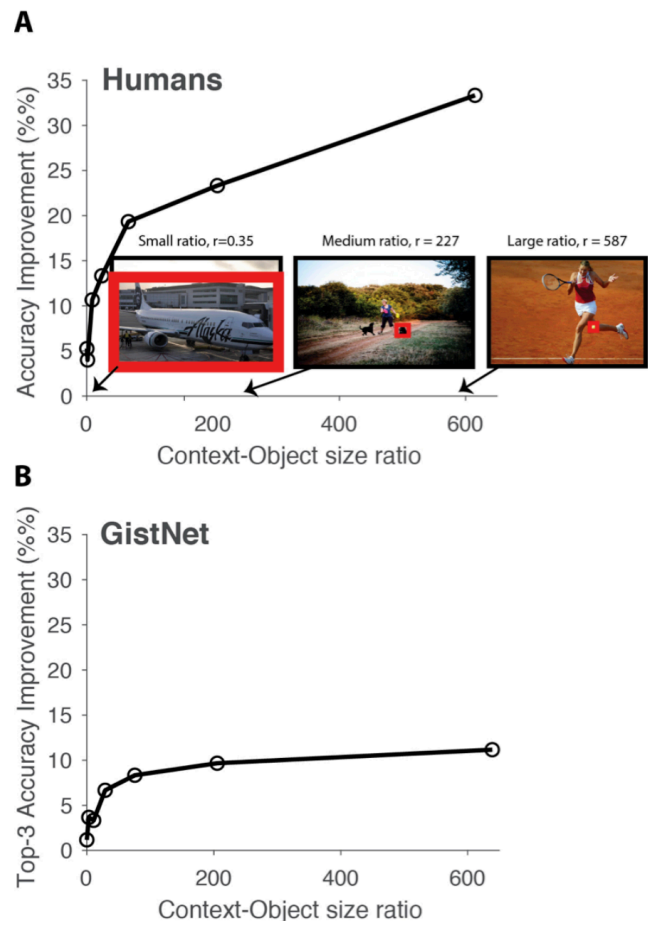 A
Humans
Accuracy Improvement (%%)
35
30
25
20
15
10
5
0
Small ratio, r=0.35
Medium ratio, r = 227
Large ratio, r = 587
Alaska
0
200
400
600
Context-Object size ratio
B
GistNet
Top-3 Accuracy Improvement (%%)
35
30
25
20
15
10
5
0
0
200
400
600
Context-Object size ratio